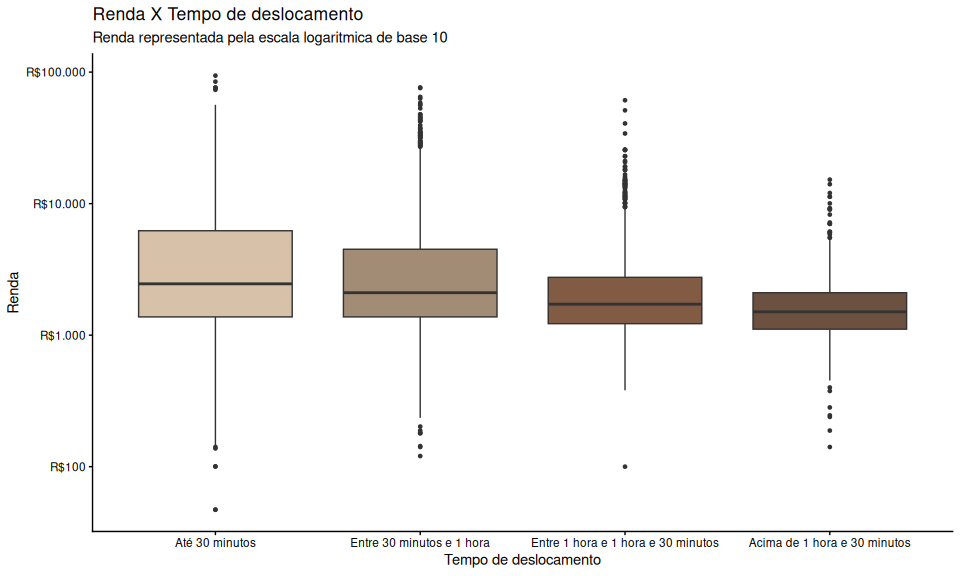 Renda X Tempo de deslocamento
Renda representada pela escala logaritmica de base 10
R$100.000
R$10.000
R$1.000
R$100
Renda
Até 30 minutos
Entre 30 minutos e 1 hora
Entre 1 hora e 1 hora e 30 minutos
Acima de 1 hora e 30 minutos
Tempo de deslocamento